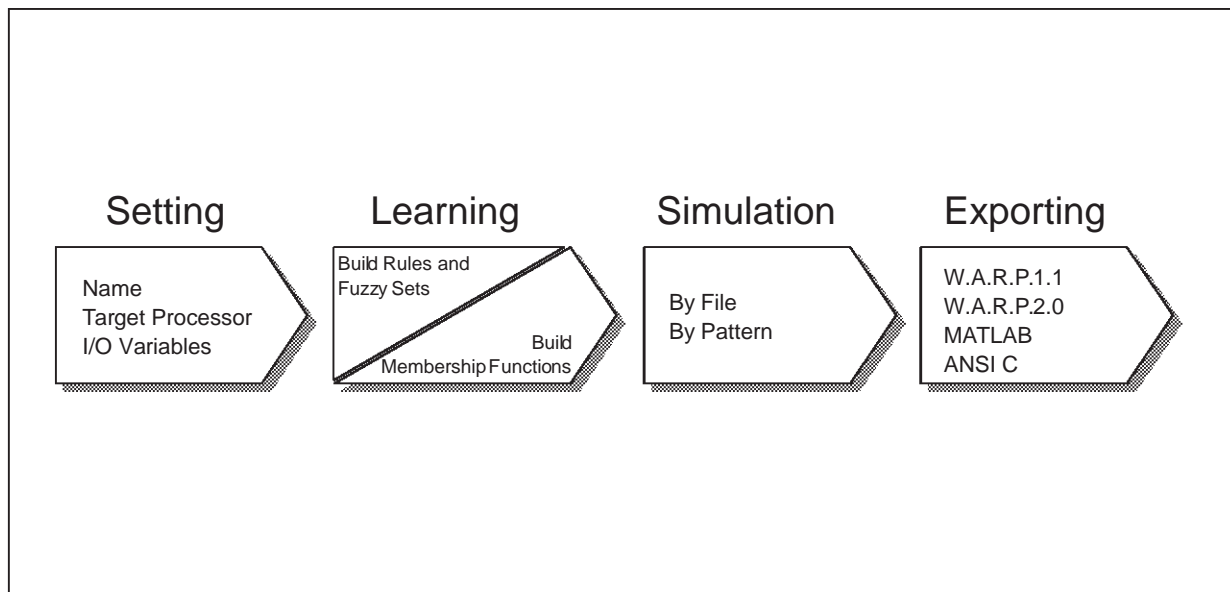 Setting
Learning
Simulation
Exporting
Name
Target Processor
I/O Variables
Build Rules and
Fuzzy Sets
Build
Membership Functions
By File
By Pattern
W.A.R.P.1.1
W.A.R.P.2.0
MATLAB
ANSI C